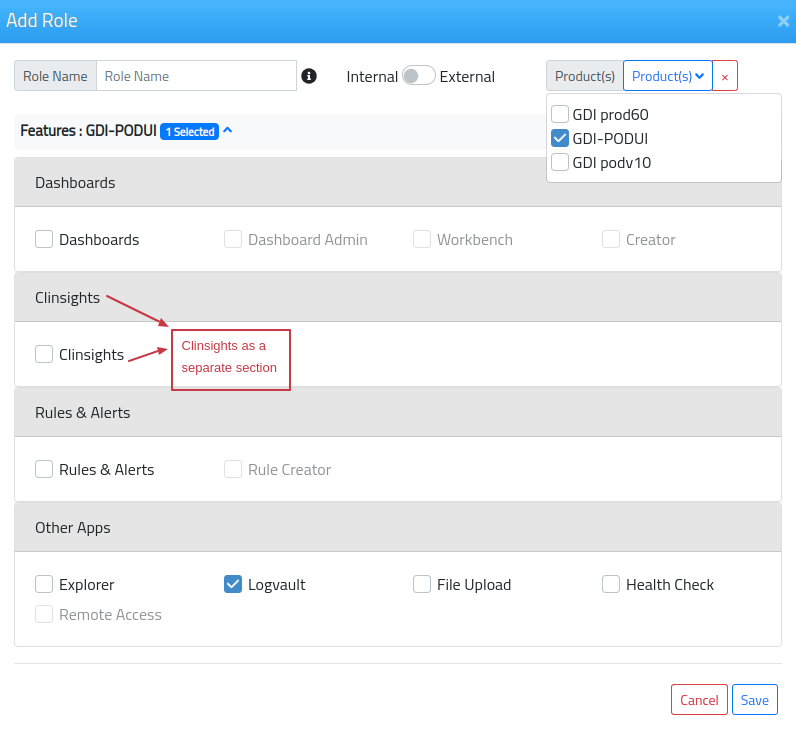 Add Role ×
Role Name Role Name Internal External Product(s) Product(s) ×
GDI prod60
GDI-PODUI
GDI podv10
Features : GDI-PODUI 1 Selected
Dashboards
Dashboards Dashboard Admin Workbench Creator
Clinsights
Clinsights
Clinsights as a
separate section
Rules & Alerts
Rules & Alerts Rule Creator
Other Apps
Explorer Logvault File Upload Health Check
Remote Access
Cancel Save